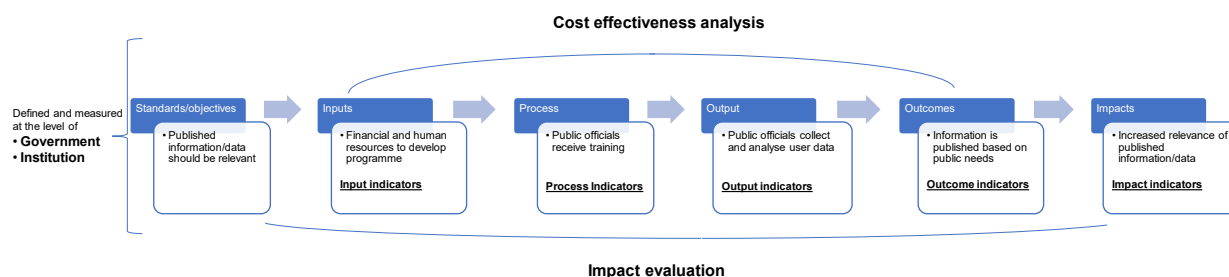 Cost effectiveness analysis
Defined and measured
at the level of
• Government
• Institution
Standards/objectives
• Published
information/data
should be relevant
Inputs
• Financial and human
resources to develop
programme
Input indicators
Process
• Public officials
receive training
Process Indicators
Output
• Public officials collect
and analyse user data
Output indicators
Outcomes
• Information is
published based on
public needs
Outcome indicators
Impacts
• Increased relevance of
published
information/data
Impact indicators
Impact evaluation